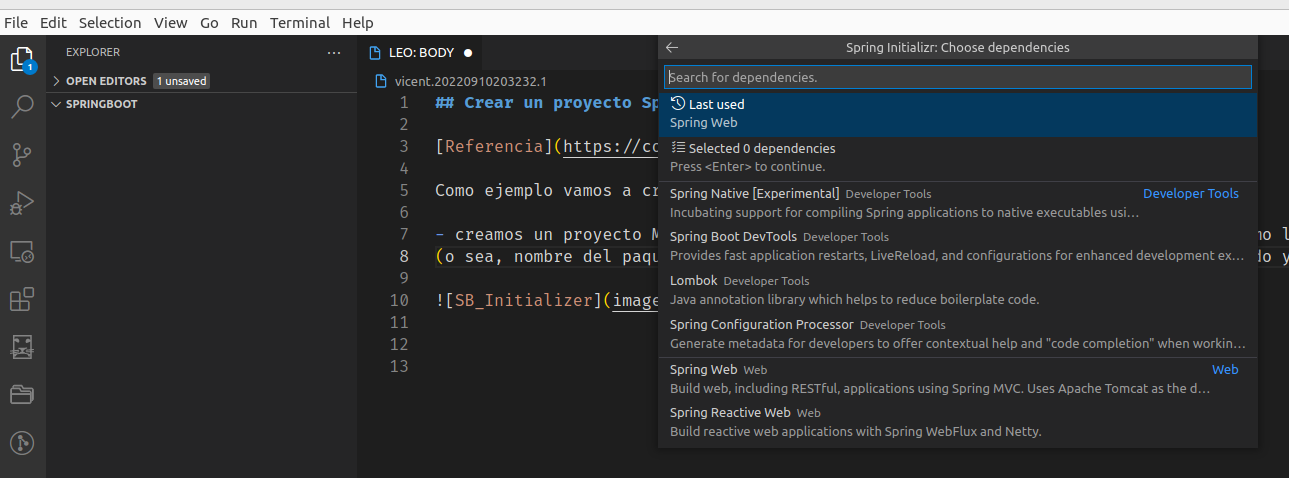 File Edit Selection View Go Run Terminal Help
EXPLORER ...
1
OPEN EDITORS 1 unsaved
SPRINGBOOT
LEO: BODY
vicent.20220910203232.1
1 ## Crear un proyecto Sp
2
3 [Referencia](https://co
4
5 Como ejemplo vamos a cr
6
7 - creamos un proyecto M
8 (o sea, nombre del paqu
9
10 ![SB_Initializer](image
11
12
13
Spring Initializr: Choose dependencies
Search for dependencies.
Last used
Spring Web
Selected 0 dependencies
Press <Enter> to continue.
Spring Native [Experimental] Developer Tools Developer Tools
Incubating support for compiling Spring applications to native executables usi…
Spring Boot DevTools Developer Tools
Provides fast application restarts, LiveReload, and configurations for enhanced development ex…
Lombok Developer Tools
Java annotation library which helps to reduce boilerplate code.
Spring Configuration Processor Developer Tools
Generate metadata for developers to offer contextual help and "code completion" when workin…
Spring Web Web Web
Build web, including RESTful, applications using Spring MVC. Uses Apache Tomcat as the d…
Spring Reactive Web Web
Build reactive web applications with Spring WebFlux and Netty.